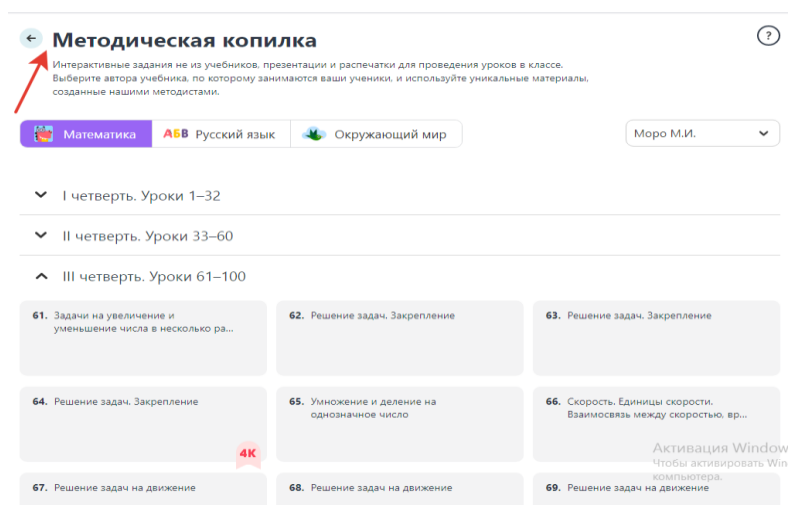 Методическая копилка
?
Интерактивные задания не из учебников, презентации и распечатки для проведения уроков в классе.
Выберите автора учебника, по которому занимаются ваши ученики, и используйте уникальные материалы,
созданные нашими методистами.
Математика АБВ Русский язык Окружающий мир Моро М.И.
I четверть. Уроки 1–32
II четверть. Уроки 33–60
III четверть. Уроки 61–100
61. Задачи на увеличение и
уменьшение числа в несколько ра...
62. Решение задач. Закрепление
63. Решение задач. Закрепление
64. Решение задач. Закрепление
4К
65. Умножение и деление на
однозначное число
66. Скорость. Единицы скорости.
Взаимосвязь между скоростью, вр...
Активация Window
Чтобы активировать Win
компьютера.
67. Решение задач на движение
68. Решение задач на движение
69. Решение задач на движение